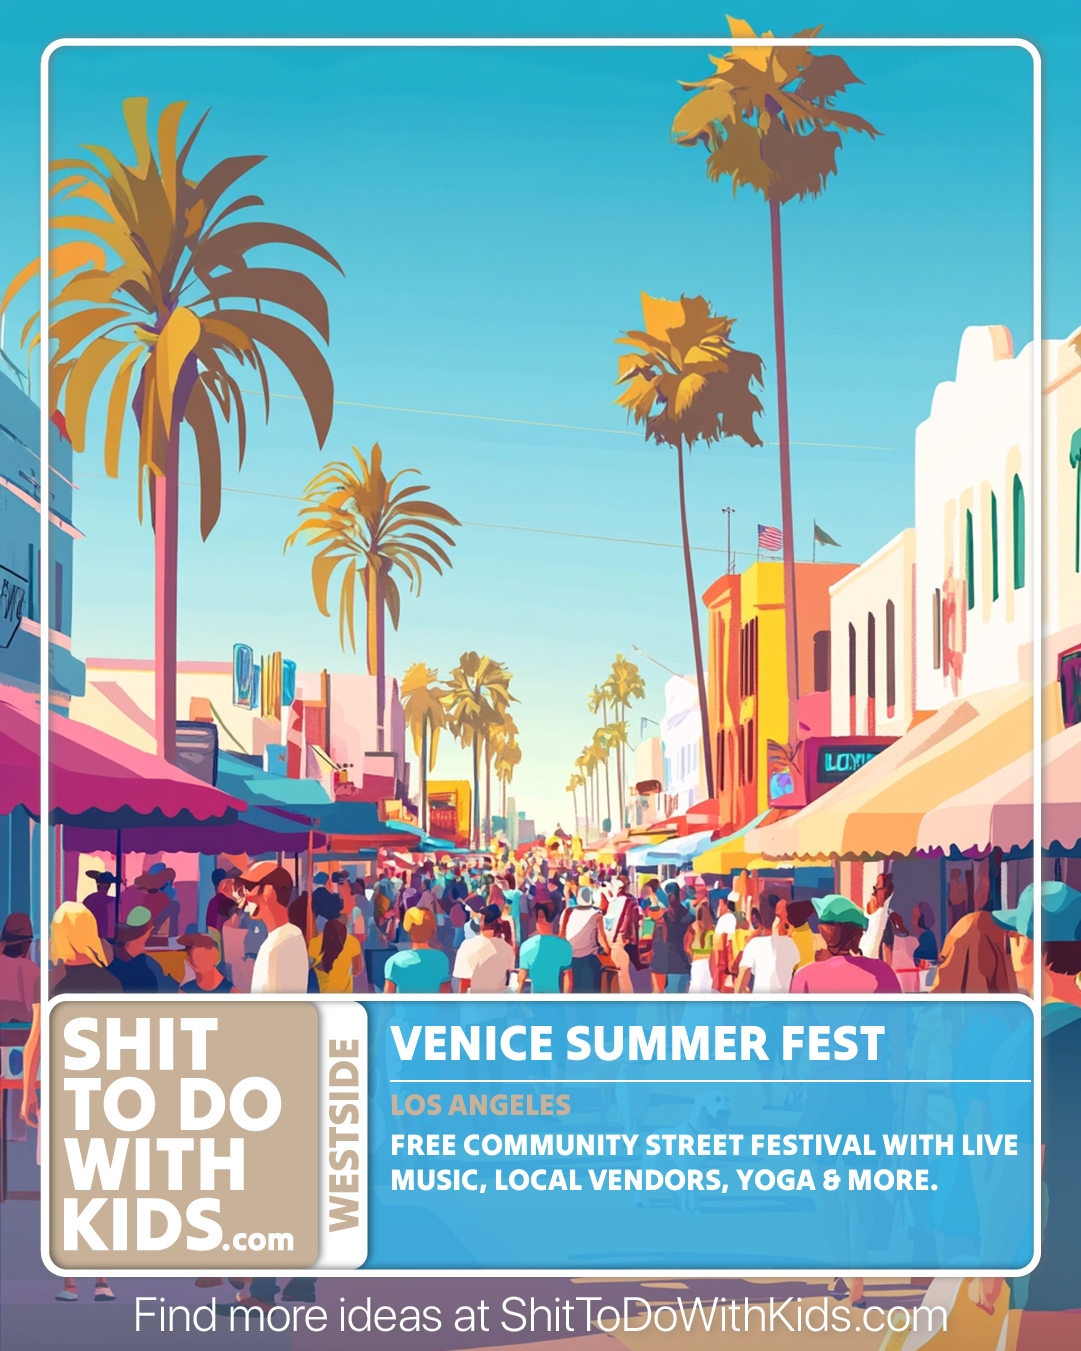 SHIT
TO DO
WITH
KIDS.com
WESTSIDE
VENICE SUMMER FEST
LOS ANGELES
FREE COMMUNITY STREET FESTIVAL WITH LIVE
MUSIC, LOCAL VENDORS, YOGA & MORE.
Find more ideas at ShitToDoWithKids.com